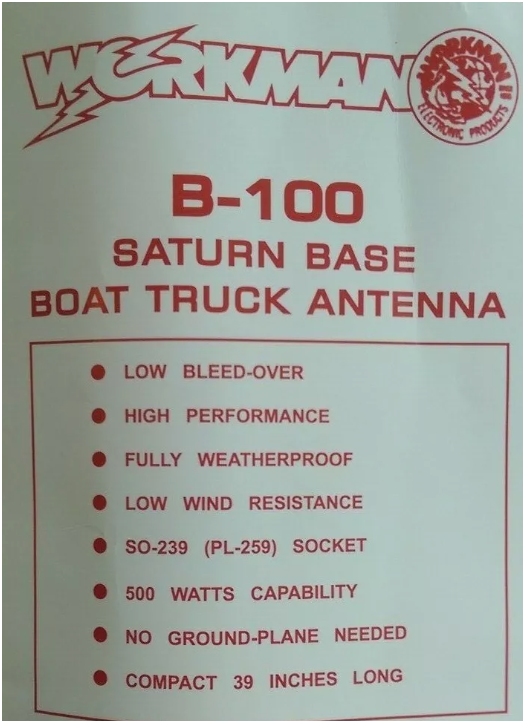 WORKMAN
WORKMAN
ELECTRONIC PRODUCTS
B-100
SATURN BASE
BOAT TRUCK ANTENNA
● LOW BLEED-OVER
● HIGH PERFORMANCE
● FULLY WEATHERPROOF
● LOW WIND RESISTANCE
● SO-239 (PL-259) SOCKET
● 500 WATTS CAPABILITY
● NO GROUND-PLANE NEEDED
● COMPACT 39 INCHES LONG